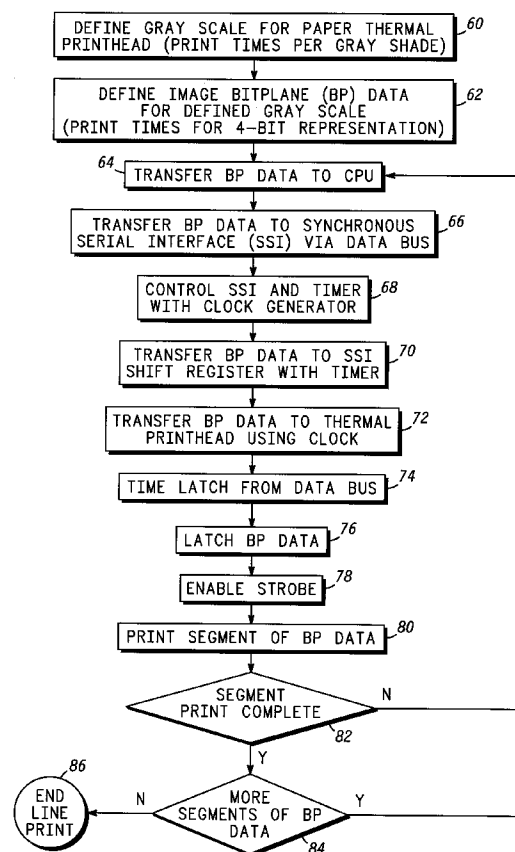 DEFINE GRAY SCALE FOR PAPER THERMAL
PRINTHEAD (PRINT TIMES PER GRAY SHADE)
60
DEFINE IMAGE BITPLANE (BP) DATA
FOR DEFINED GRAY SCALE
(PRINT TIMES FOR 4-BIT REPRESENTATION)
62
64
TRANSFER BP DATA TO CPU
TRANSFER BP DATA TO SYNCHRONOUS
SERIAL INTERFACE (SSI) VIA DATA BUS
66
CONTROL SSI AND TIMER
WITH CLOCK GENERATOR
68
TRANSFER BP DATA TO SSI
SHIFT REGISTER WITH TIMER
70
TRANSFER BP DATA TO THERMAL
PRINTHEAD USING CLOCK
72
TIME LATCH FROM DATA BUS
74
LATCH BP DATA
76
ENABLE STROBE
78
PRINT SEGMENT OF BP DATA
80
SEGMENT
PRINT COMPLETE
N
82
Y
86
END
LINE
PRINT
N
MORE
SEGMENTS OF BP
DATA
Y
84